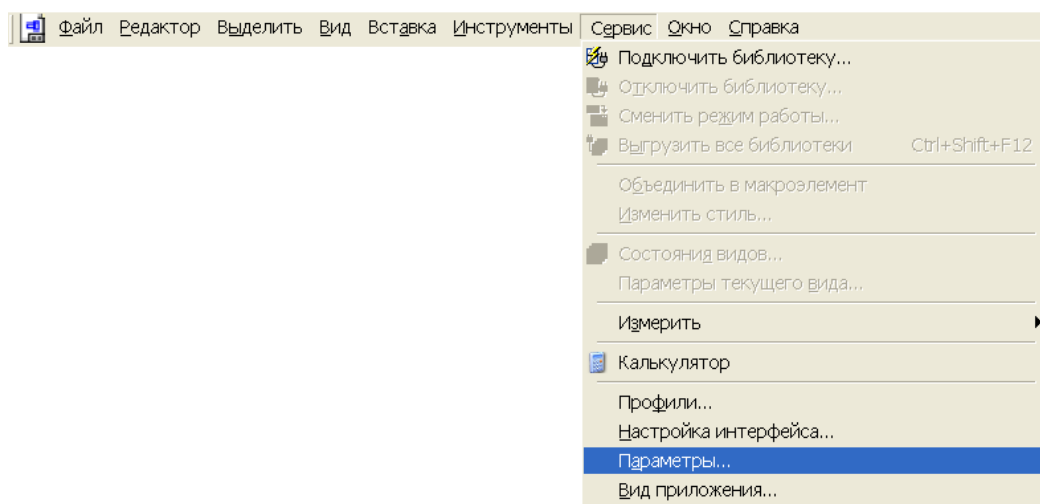 Файл Редактор Выделить Вид Вставка Инструменты Сервис Окно Справка
Подключить библиотеку...
Отключить библиотеку...
Сменить режим работы...
Выгрузить все библиотеки Ctrl+Shift+F12
Объединить в макроэлемент
Изменить стиль...
Состояния видов...
Параметры текущего вида...
Измерить
Калькулятор
Профили...
Настройка интерфейса...
Параметры...
Вид приложения...